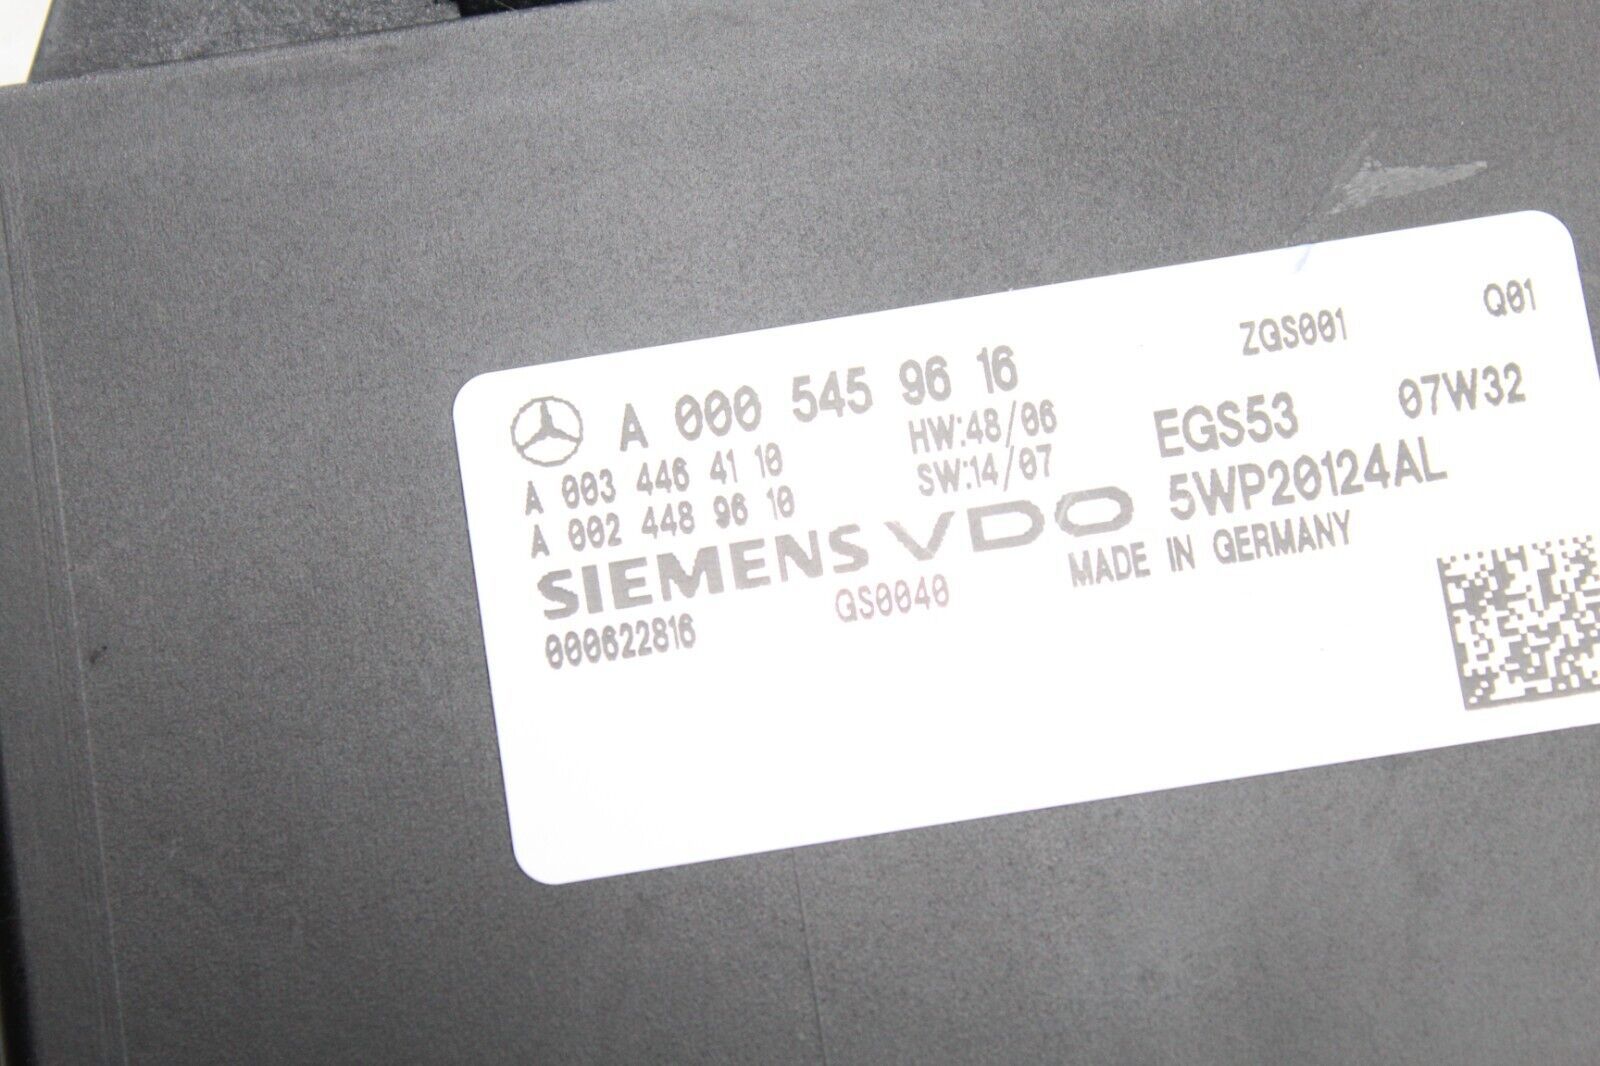 ZGS001 Q01
A 000 545 96 16
HW:48/06 EGS53 07W32
A 003 446 41 10 SW:14/07
A 002 448 96 10 5WP20124AL
SIEMENS VDO
MADE IN GERMANY
000622816 GS0040